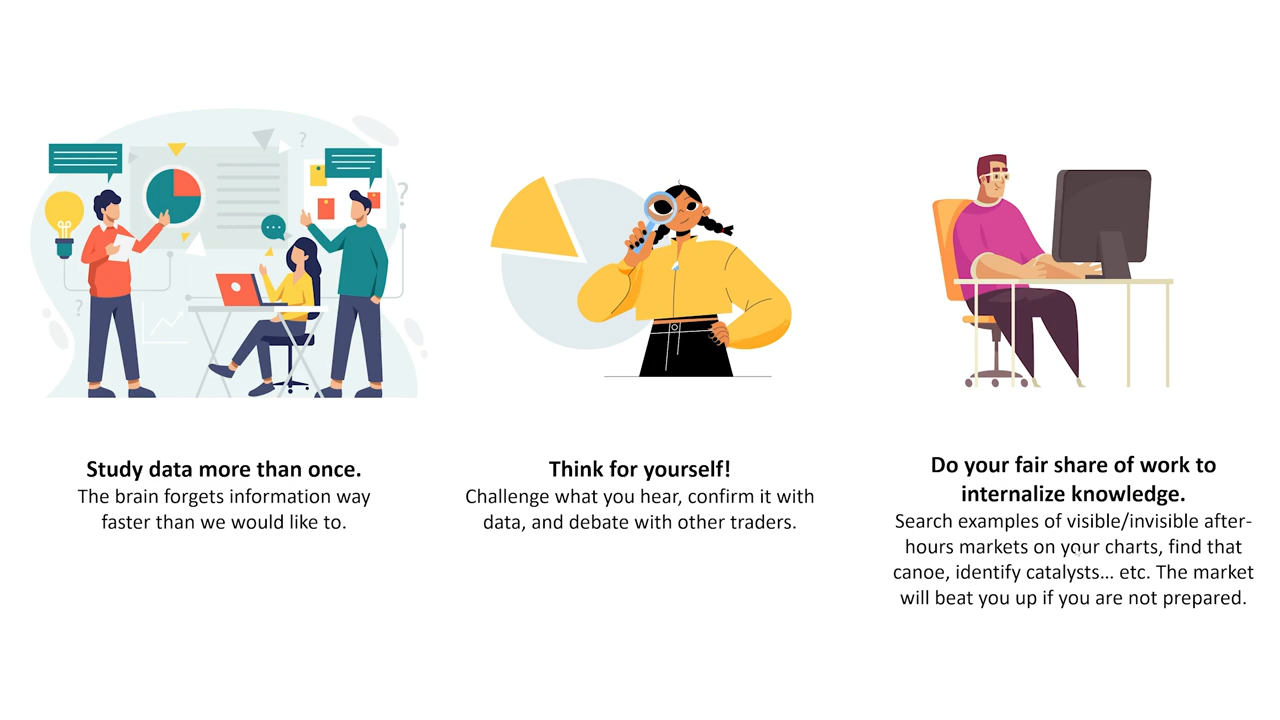 Study data more than once.
The brain forgets information way
faster than we would like to.
Think for yourself!
Challenge what you hear, confirm it with
data, and debate with other traders.
Do your fair share of work to
internalize knowledge.
Search examples of visible/invisible after-
hours markets on your charts, find that
canoe, identify catalysts... etc. The market
will beat you up if you are not prepared.